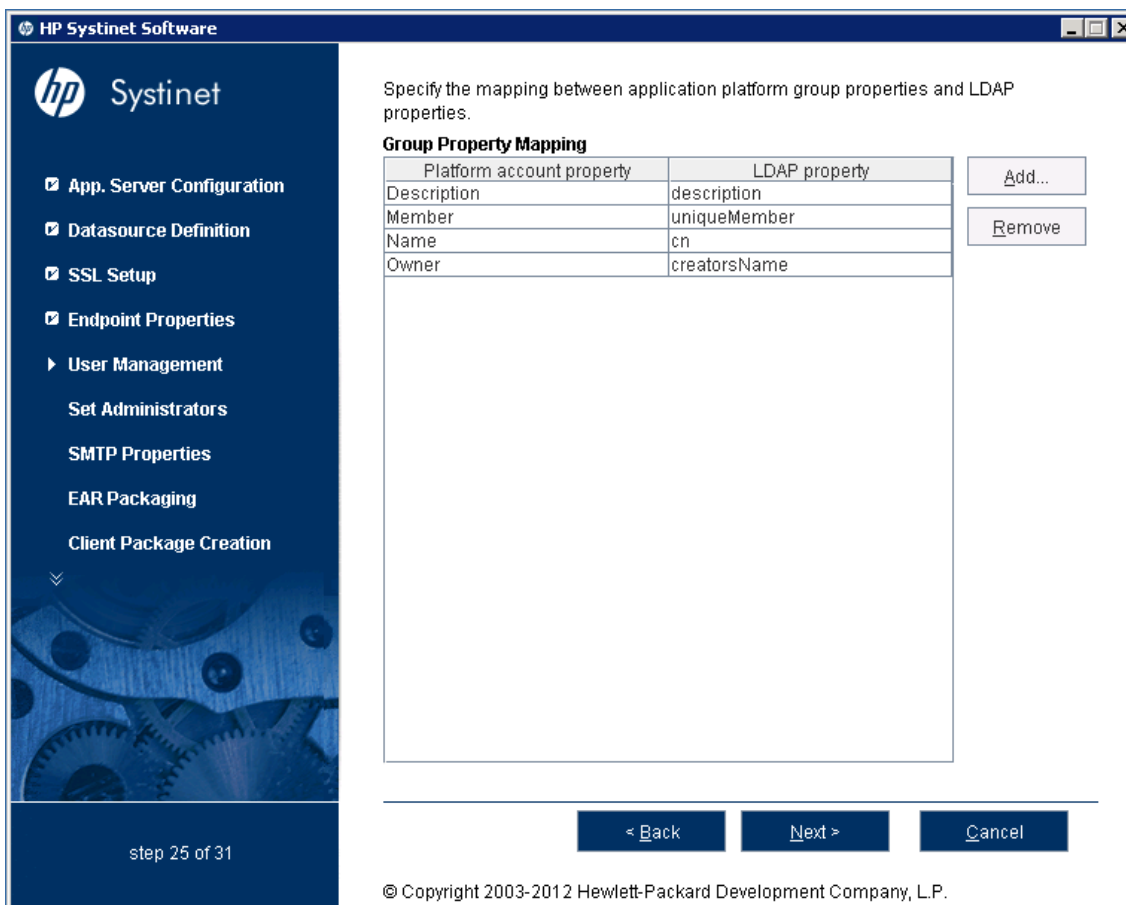 HP Systinet Software
hp Systinet
App. Server Configuration
Datasource Definition
SSL Setup
Endpoint Properties
User Management
Set Administrators
SMTP Properties
EAR Packaging
Client Package Creation
step 25 of 31
Specify the mapping between application platform group properties and LDAP
properties.
Group Property Mapping
Platform account property LDAP property
Description description
Member uniqueMember
Name cn
Owner creatorsName
Add...
Remove
< Back Next > Cancel
© Copyright 2003-2012 Hewlett-Packard Development Company, L.P.